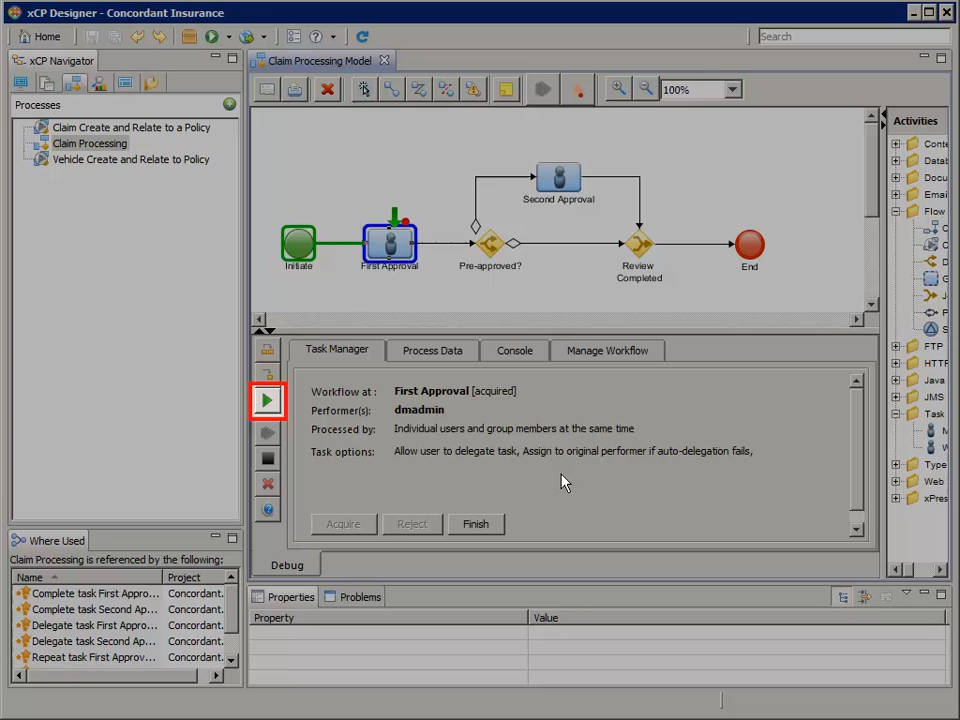 xCP Designer - Concordant Insurance
Home
Search
xCP Navigator
Claim Processing Model
100%
Processes
Claim Create and Relate to a Policy
Claim Processing
Vehicle Create and Relate to Policy
Activities
Conte
Datab
Docu
Email
Flow
C
E
G
J
P
S
FTP
HTTP
Java
JMS
Task
M
W
Type
Web
xPres
Second Approval
Initiate
First Approval
Pre-approved?
Review
Completed
End
Task Manager
Process Data
Console
Manage Workflow
Workflow at :
First Approval [acquired]
Performer(s):
dmadmin
Processed by:
Individual users and group members at the same time
Task options:
Allow user to delegate task, Assign to original performer if auto-delegation fails,
Acquire
Reject
Finish
Debug
Where Used
Claim Processing is referenced by the following:
Name
Project
Complete task First Appro...
Concordant.
Complete task Second Ap...
Concordant.
Delegate task First Appro...
Concordant.
Delegate task Second Ap...
Concordant.
Repeat task First Approv...
Concordant.
Properties
Problems
Property
Value